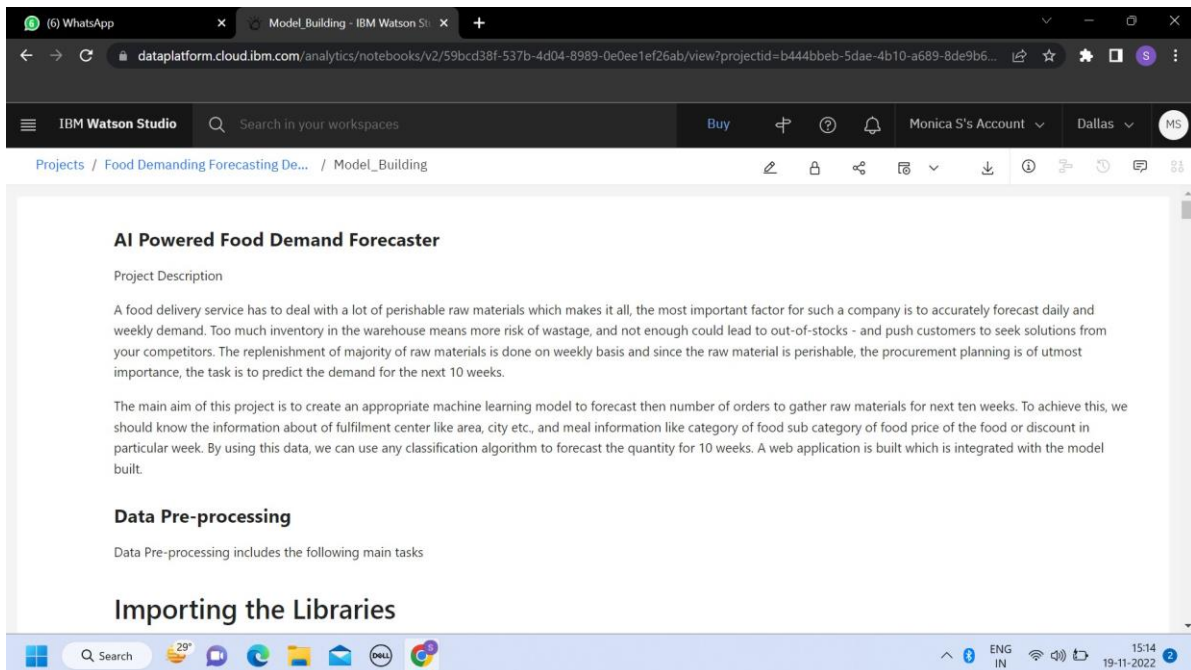 (6) WhatsApp
Model_Building - IBM Watson St
dataplatform.cloud.ibm.com/analytics/notebooks/v2/59bcd38f-537b-4d04-8989-0e0ee1ef26ab/view?projectid=b444bbeb-5dae-4b10-a689-8de9b6...
S
IBM Watson Studio
Search in your workspaces
Buy
Monica S's Account
Dallas
MS
Projects / Food Demanding Forecasting De... / Model_Building
AI Powered Food Demand Forecaster
Project Description
A food delivery service has to deal with a lot of perishable raw materials which makes it all, the most important factor for such a company is to accurately forecast daily and
weekly demand. Too much inventory in the warehouse means more risk of wastage, and not enough could lead to out-of-stocks - and push customers to seek solutions from
your competitors. The replenishment of majority of raw materials is done on weekly basis and since the raw material is perishable, the procurement planning is of utmost
importance, the task is to predict the demand for the next 10 weeks.
The main aim of this project is to create an appropriate machine learning model to forecast then number of orders to gather raw materials for next ten weeks. To achieve this, we
should know the information about of fulfilment center like area, city etc., and meal information like category of food sub category of food price of the food or discount in
particular week. By using this data, we can use any classification algorithm to forecast the quantity for 10 weeks. A web application is built which is integrated with the model
built.
Data Pre-processing
Data Pre-processing includes the following main tasks
Importing the Libraries
Search
29°
DELL
S
ENG
IN
15:14
19-11-2022
2